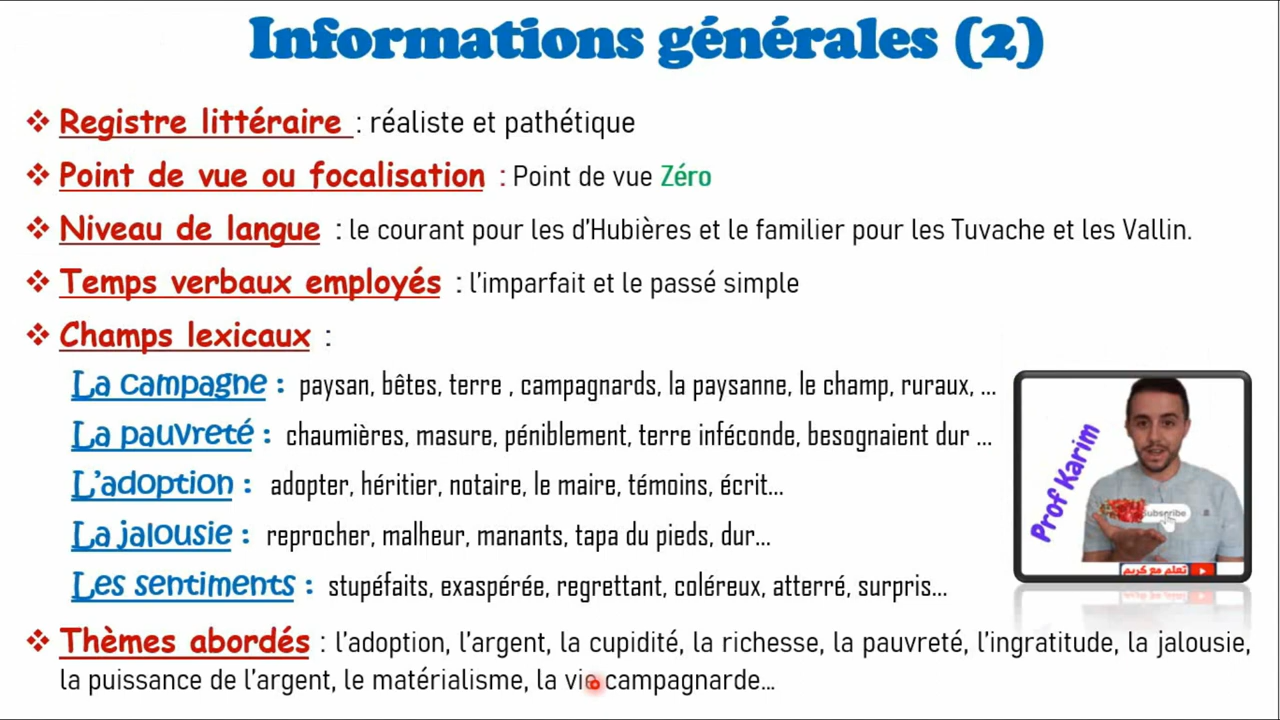 Informations générales (2)
❖ Registre littéraire : réaliste et pathétique
❖ Point de vue ou focalisation : Point de vue Zéro
❖ Niveau de langue : le courant pour les d'Hubières et le familier pour les Tuvache et les Vallin.
❖ Temps verbaux employés : l'imparfait et le passé simple
❖ Champs lexicaux :
La campagne : paysan, bêtes, terre , campagnards, la paysanne, le champ, ruraux, ...
La pauvreté : chaumières, masure, péniblement, terre inféconde, besognaient dur ...
L'adoption : adopter, héritier, notaire, le maire, témoins, écrit...
La jalousie : reprocher, malheur, manants, tapa du pieds, dur...
Les sentiments : stupéfaits, exaspérée, regrettant, coléreux, atterré, surpris...
❖ Thèmes abordés : l'adoption, l'argent, la cupidité, la richesse, la pauvreté, l'ingratitude, la jalousie,
la puissance de l'argent, le matérialisme, la vie campagnarde...
Prof Karim
Subscribe
تعلم مع كريم